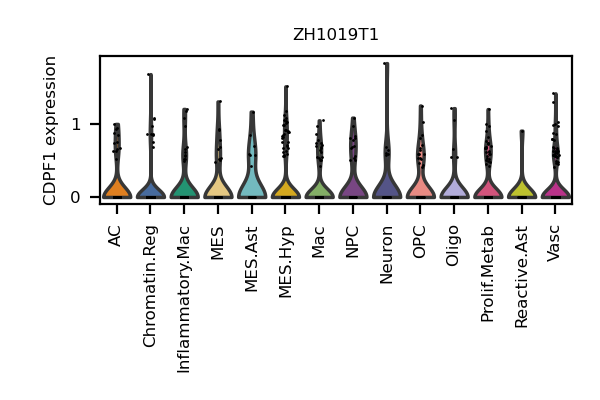 ZH1019T1
CDPF1 expression
1
0
AC
Chromatin.Reg
Inflammatory.Mac
MES
MES.Ast
MES.Hyp
Mac
NPC
Neuron
OPC
Oligo
Prolif.Metab
Reactive.Ast
Vasc